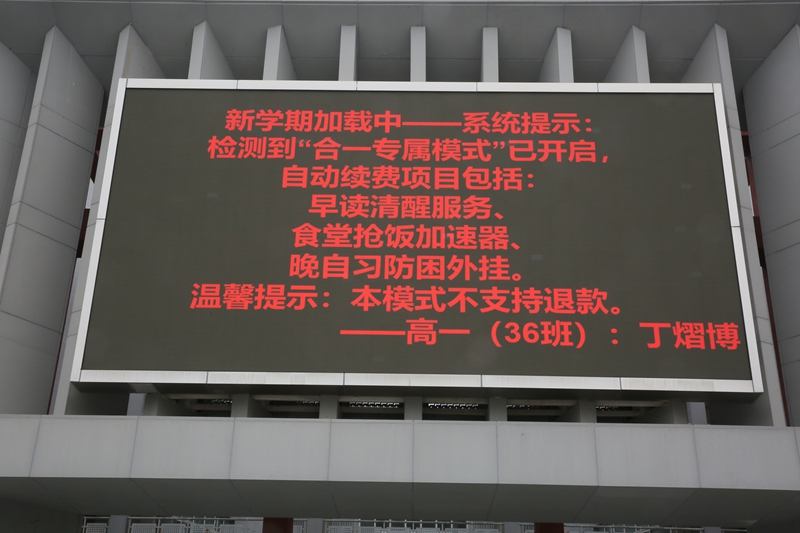 新学期加载中——系统提示：
检测到“合一专属模式”已开启，
自动续费项目包括：
早读清醒服务、
食堂抢饭加速器、
晚自习防困外挂。
温馨提示：本模式不支持退款。
——高一（36班）：丁熠博